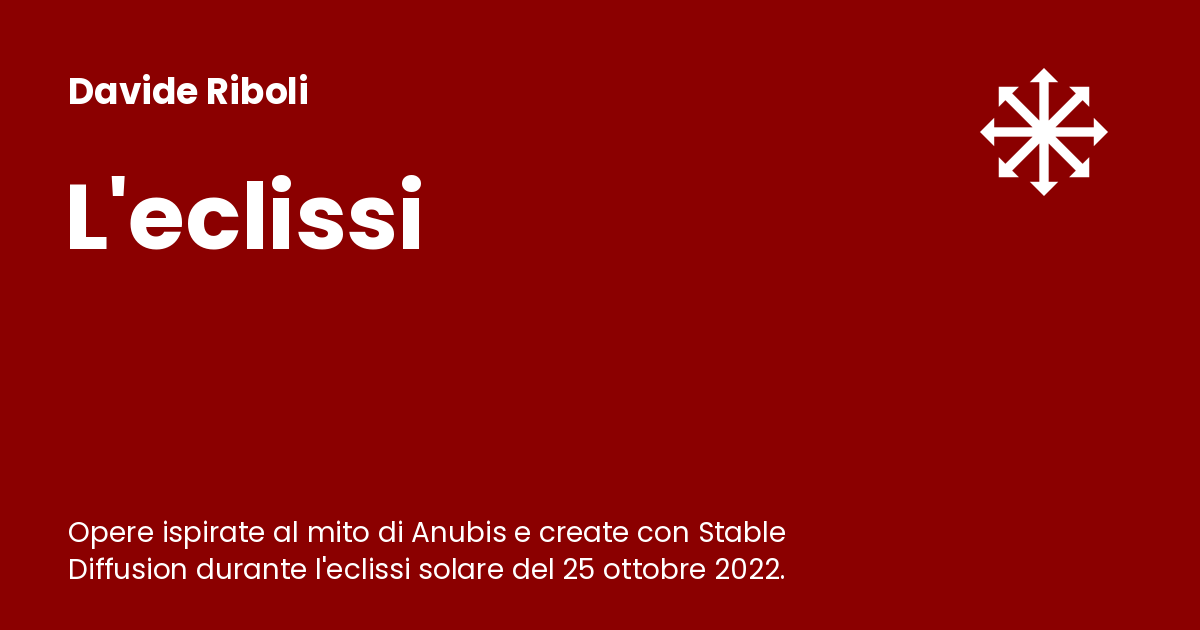 Davide Riboli
L'eclissi
Opere ispirate al mito di Anubis e create con Stable
Diffusion durante l'eclissi solare del 25 ottobre 2022.